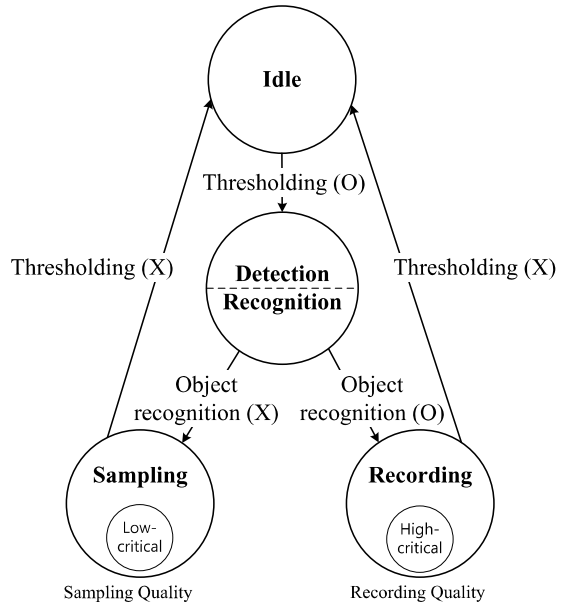 Idle
Thresholding (O)
Thresholding (X)
Thresholding (X)
Detection
Recognition
Object
recognition (X)
Object
recognition (O)
Sampling
Low-
critical
Sampling Quality
Recording
High-
critical
Recording Quality